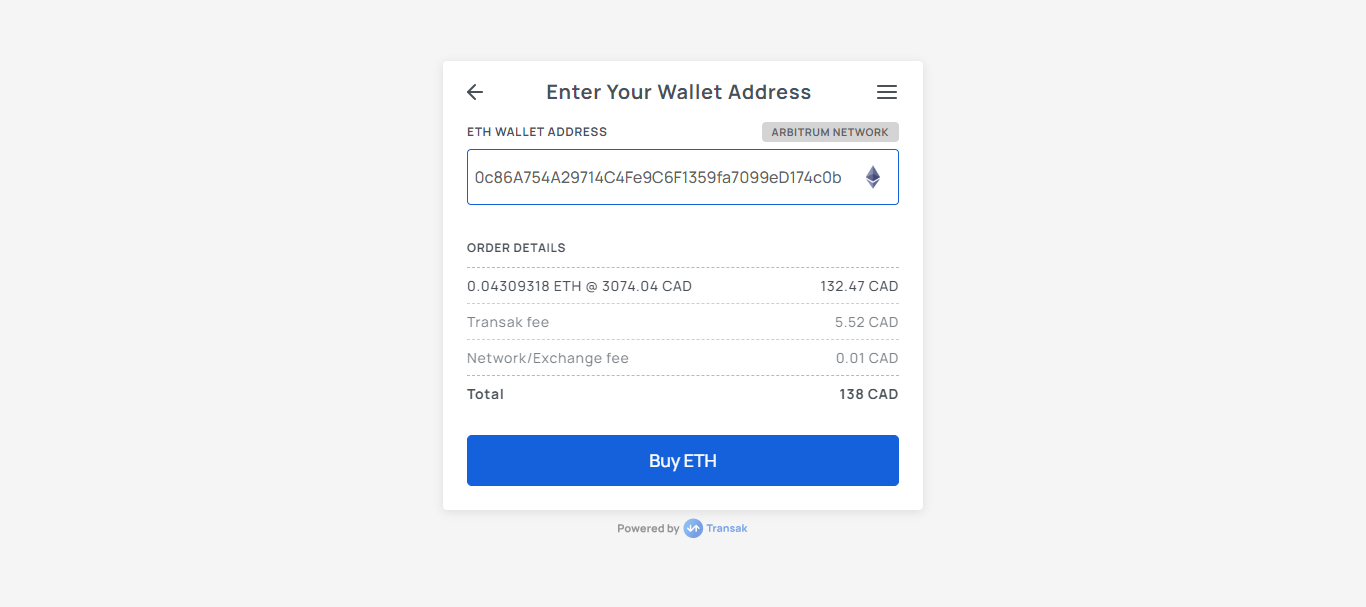 Enter Your Wallet Address
ETH WALLET ADDRESS ARBITRUM NETWORK
0c86A754A29714C4Fe9C6F1359fa7099eD174c0b
ORDER DETAILS
0.04309318 ETH @ 3074.04 CAD 132.47 CAD
Transak fee 5.52 CAD
Network/Exchange fee 0.01 CAD
Total 138 CAD
Buy ETH
Powered by Transak